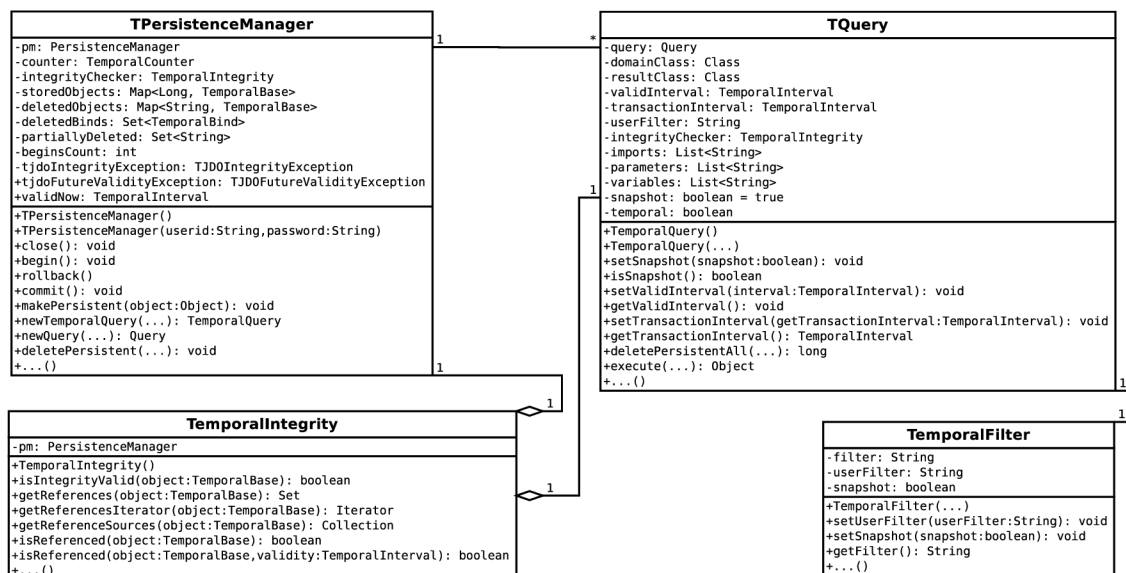 TPersistenceManager
-pm: PersistenceManager
-counter: TemporalCounter
-integrityChecker: TemporalIntegrity
-storedObjects: Map<Long, TemporalBase>
-deletedObjects: Map<String, TemporalBase>
-deletedBinds: Set<TemporalBind>
-partiallyDeleted: Set<String>
-beginsCount: int
-tjdoIntegrityException: TJDOIntegrityException
+tjdoFutureValidityException: TJDOFutureValidityException
+validNow: TemporalInterval
+TPersistenceManager()
+TPersistenceManager(userid:String,password:String)
+close(): void
+begin(): void
+rollback()
+commit(): void
+makePersistent(object:Object): void
+newTemporalQuery(...): TemporalQuery
+newQuery(...): Query
+deletePersistent(...): void
+...()
1
*
1
1
TQuery
-query: Query
-domainClass: Class
-resultClass: Class
-validInterval: TemporalInterval
-transactionInterval: TemporalInterval
-userFilter: String
-integrityChecker: TemporalIntegrity
-imports: List<String>
-parameters: List<String>
-variables: List<String>
-snapshot: boolean = true
-temporal: boolean
+TemporalQuery()
+TemporalQuery(...)
+setSnapshot(snapshot:boolean): void
+isSnapshot(): boolean
+setValidInterval(interval:TemporalInterval): void
+getValidInterval(): void
+setTransactionInterval(getTransactionInterval:TemporalInterval): void
+getTransactionInterval(): TemporalInterval
+deletePersistentAll(...): long
+execute(...): Object
+...()
1
1
1
TemporalIntegrity
-pm: PersistenceManager
+TemporalIntegrity()
+isIntegrityValid(object:TemporalBase): boolean
+getReferences(object:TemporalBase): Set
+getReferencesIterator(object:TemporalBase): Iterator
+getReferenceSources(object:TemporalBase): Collection
+isReferenced(object:TemporalBase): boolean
+isReferenced(object:TemporalBase,validity:TemporalInterval): boolean
+...()
1
TemporalFilter
-filter: String
-userFilter: String
-snapshot: boolean
+TemporalFilter(...)
+setUserFilter(userFilter:String): void
+setSnapshot(snapshot:boolean): void
+getFilter(): String
+...()